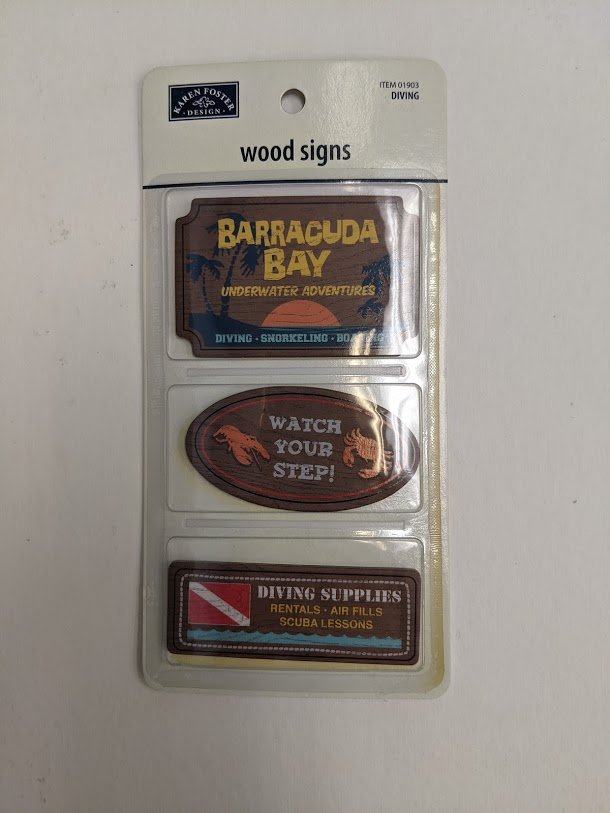 KAREN FOSTER
· DESIGN ·
ITEM 01903
DIVING
wood signs
BARRACUDA
BAY
UNDERWATER ADVENTURES
DIVING · SNORKELING · BOATING
WATCH
YOUR
STEP!
DIVING SUPPLIES
RENTALS · AIR FILLS
SCUBA LESSONS